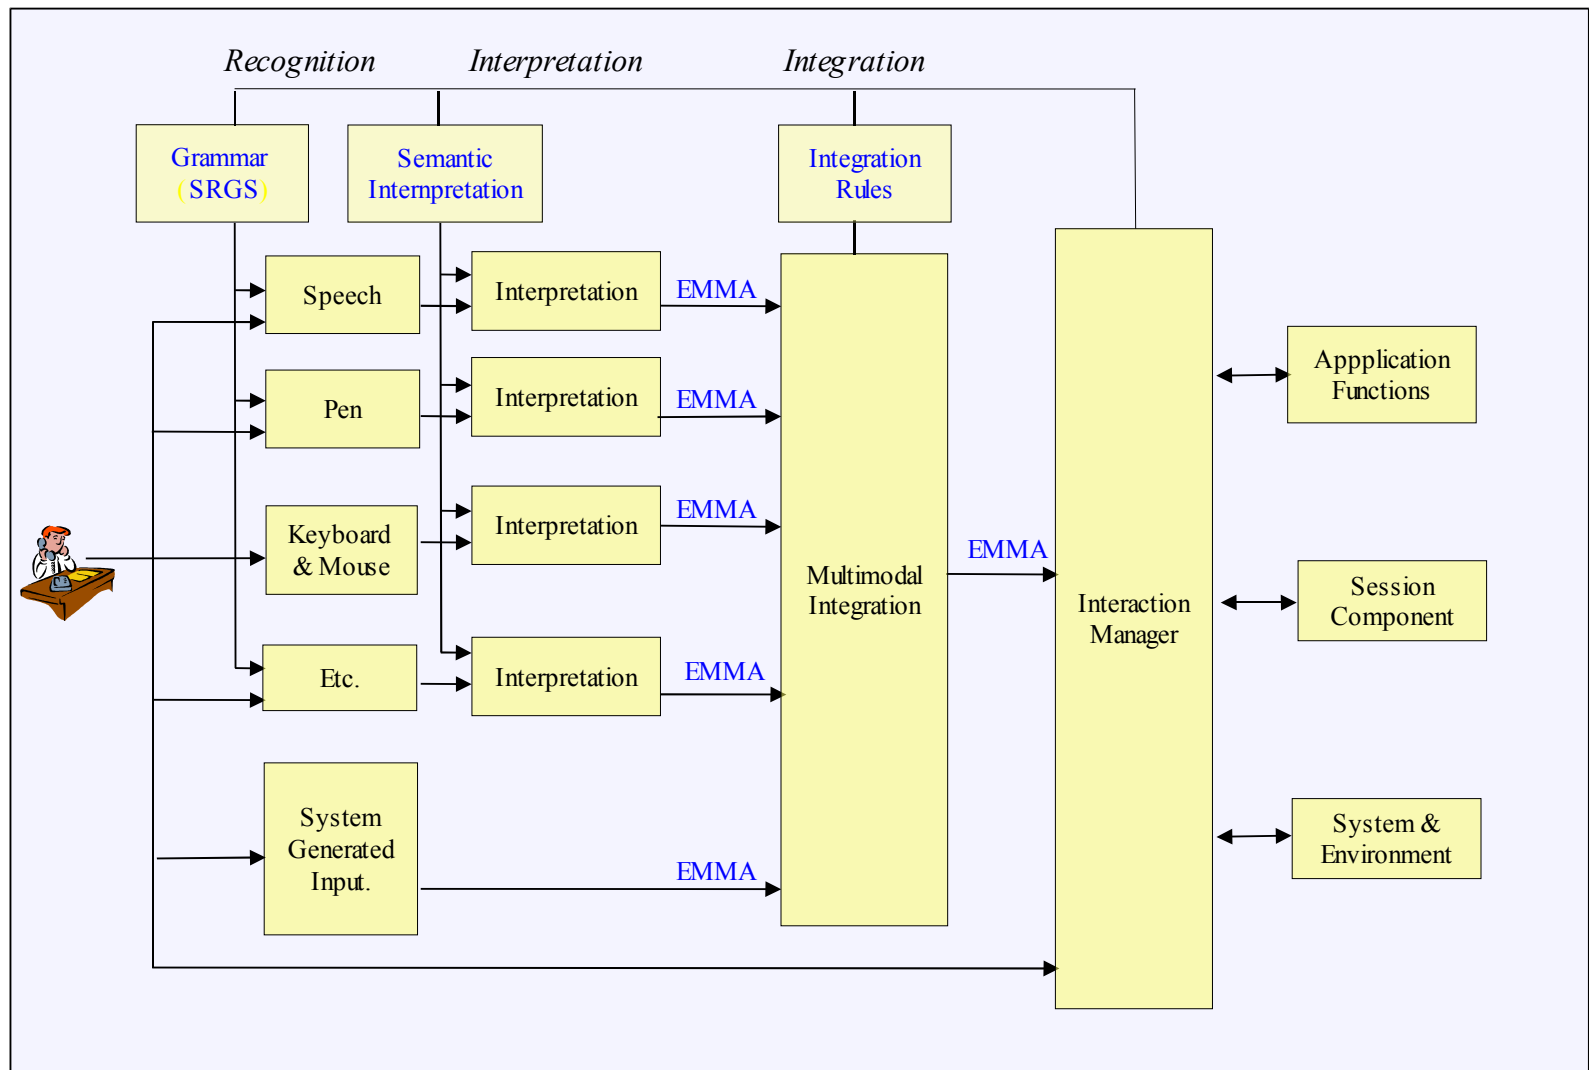 Recognition
Interpretation
Integration
Grammar
(SRGS)
Semantic
Internpretation
Integration
Rules
Speech
Interpretation
EMMA
Pen
Interpretation
EMMA
Keyboard
& Mouse
Interpretation
EMMA
Etc.
Interpretation
EMMA
System
Generated
Input.
EMMA
Multimodal
Integration
EMMA
Interaction
Manager
Appplication
Functions
Session
Component
System &
Environment